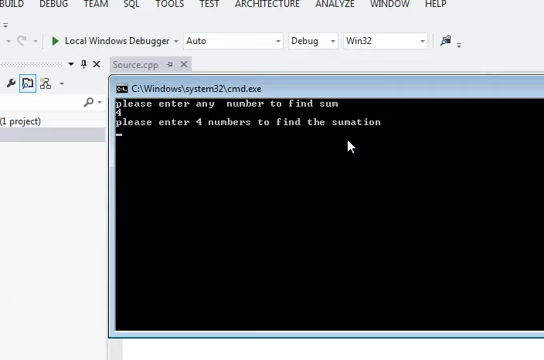 BUILD DEBUG TEAM SQL TOOLS TEST ARCHITECTURE ANALYZE WINDOW HELP
Local Windows Debugger Auto Debug Win32
Source.cpp
C:\Windows\system32\cmd.exe
please enter any  number to find sum
4
(1 project)
please enter 4 numbers to find the sumation